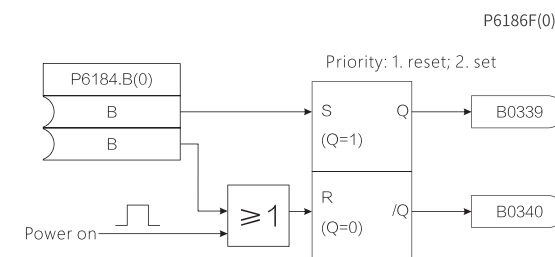 P6186F(0)
Priority: 1. reset; 2. set
P6184.B(0)
B
S
Q
B0339
B
(Q=1)
R
/Q
B0340
≥1
(Q=0)
Power on